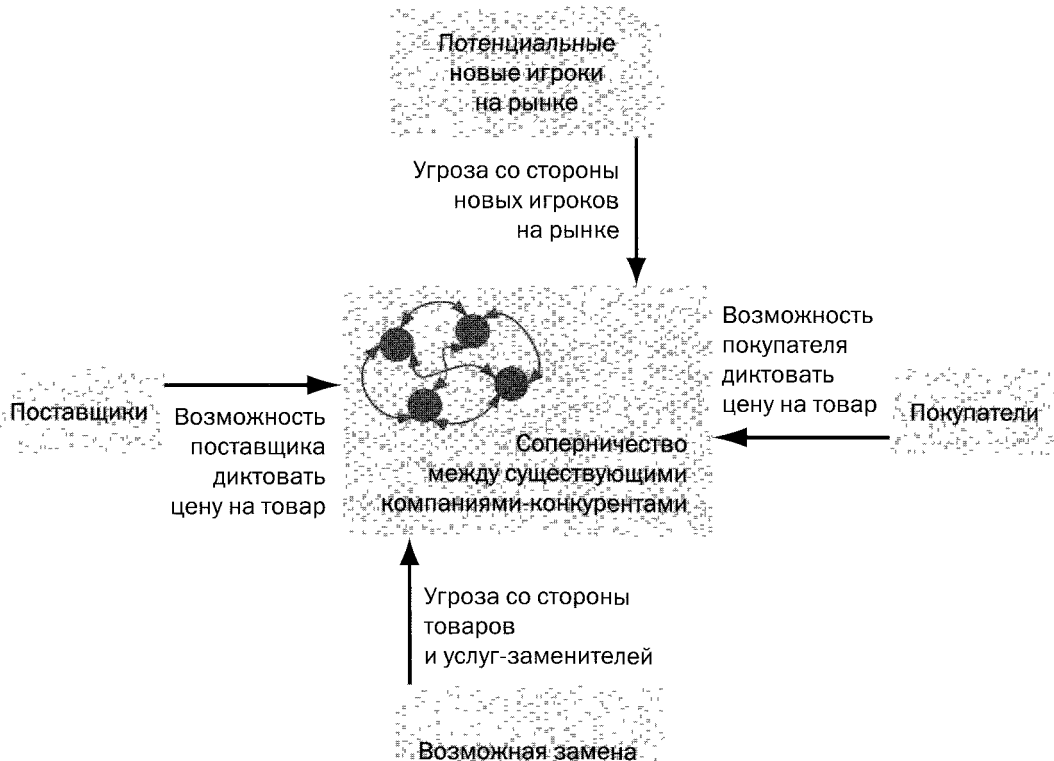 Потенциальные
новые игроки
на рынке
Угроза со стороны
новых игроков
на рынке
Возможность
покупателя
диктовать
цену на товар
Поставщики
Возможность
поставщика
диктовать
цену на товар
Покупатели
Соперничество
между существующими
компаниями-конкурентами
Угроза со стороны
товаров
и услуг-заменителей
Возможная замена